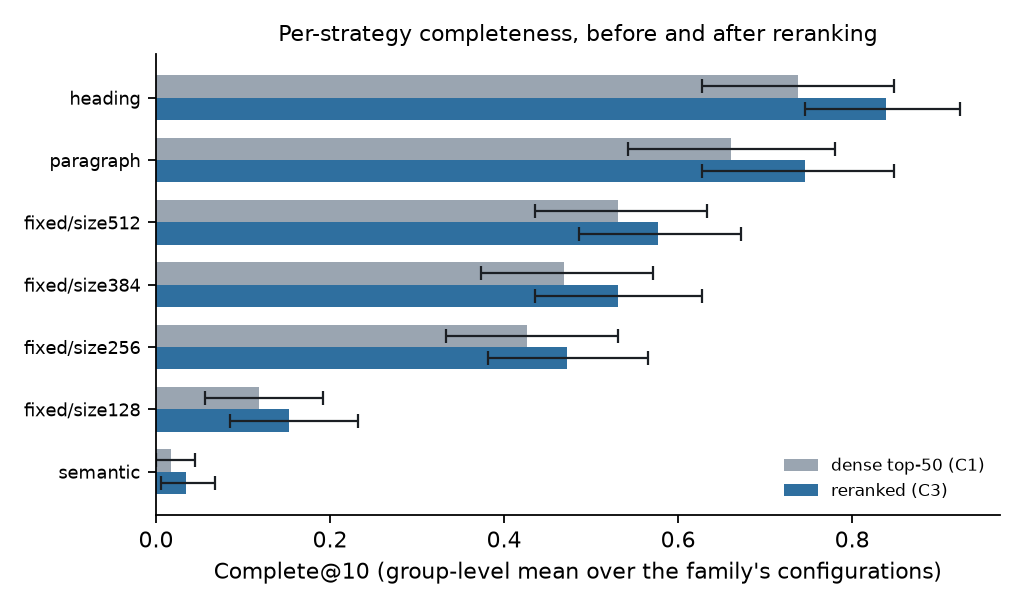 Per-strategy completeness, before and after reranking
heading
paragraph
fixed/size512
fixed/size384
fixed/size256
fixed/size128
semantic
dense top-50 (C1)
reranked (C3)
0.0 0.2 0.4 0.6 0.8
Complete@10 (group-level mean over the family's configurations)